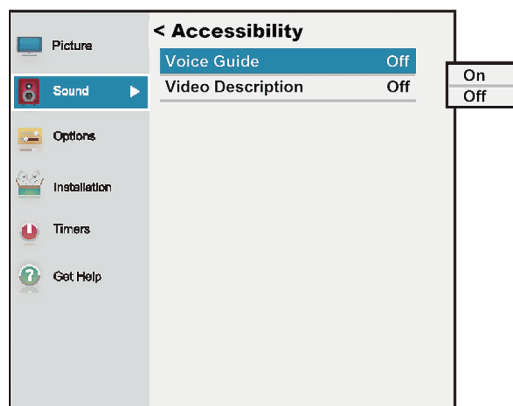 Picture
Sound
Options
Installation
Timers
Get Help
< Accessibility
Voice Guide Off
Video Description Off
On
Off